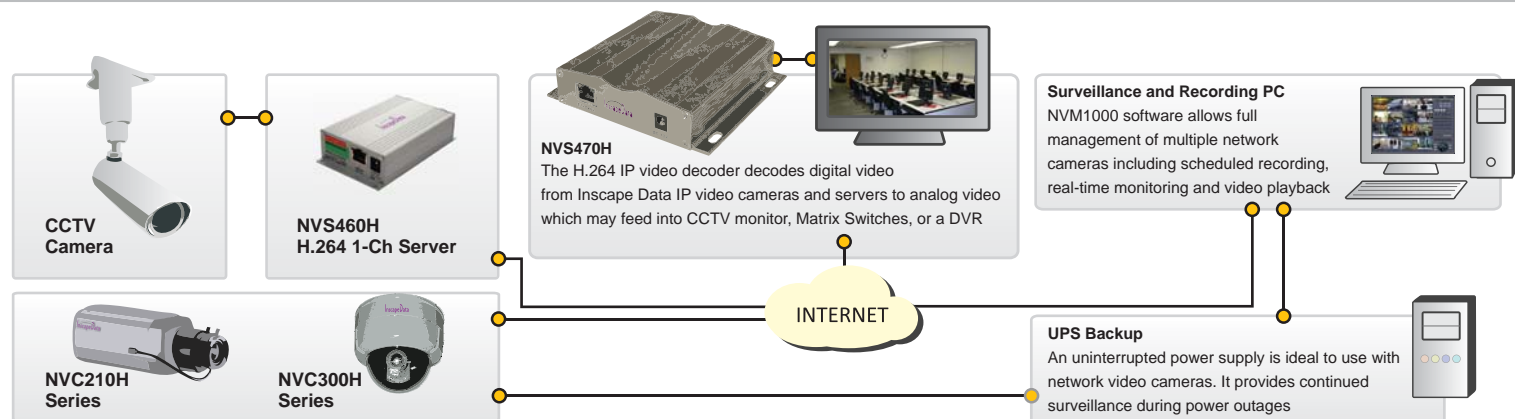 CCTV
Camera
NVS460H
H.264 1-Ch Server
NVS470H
The H.264 IP video decoder decodes digital video
from Inscape Data IP video cameras and servers to analog video
which may feed into CCTV monitor, Matrix Switches, or a DVR
Surveillance and Recording PC
NVM1000 software allows full
management of multiple network
cameras including scheduled recording,
real-time monitoring and video playback
INTERNET
InscapeData
NVC210H
Series
InscapeData
NVC300H
Series
UPS Backup
An uninterrupted power supply is ideal to use with
network video cameras. It provides continued
surveillance during power outages